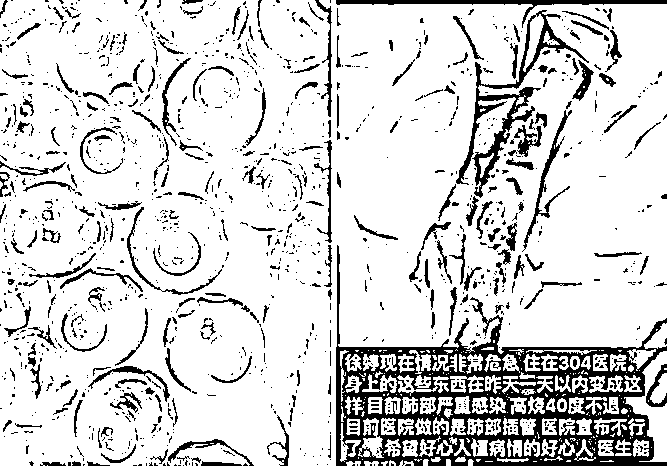 徐婷现在情况非常危急 住在304医院,
身上的这些东西在昨天一天以内变成这
样 目前肺部严重感染 高烧40度不退。
目前医院做的是肺部插管 医院宣布不行
了 希望好心人懂病情的好心人 医生能